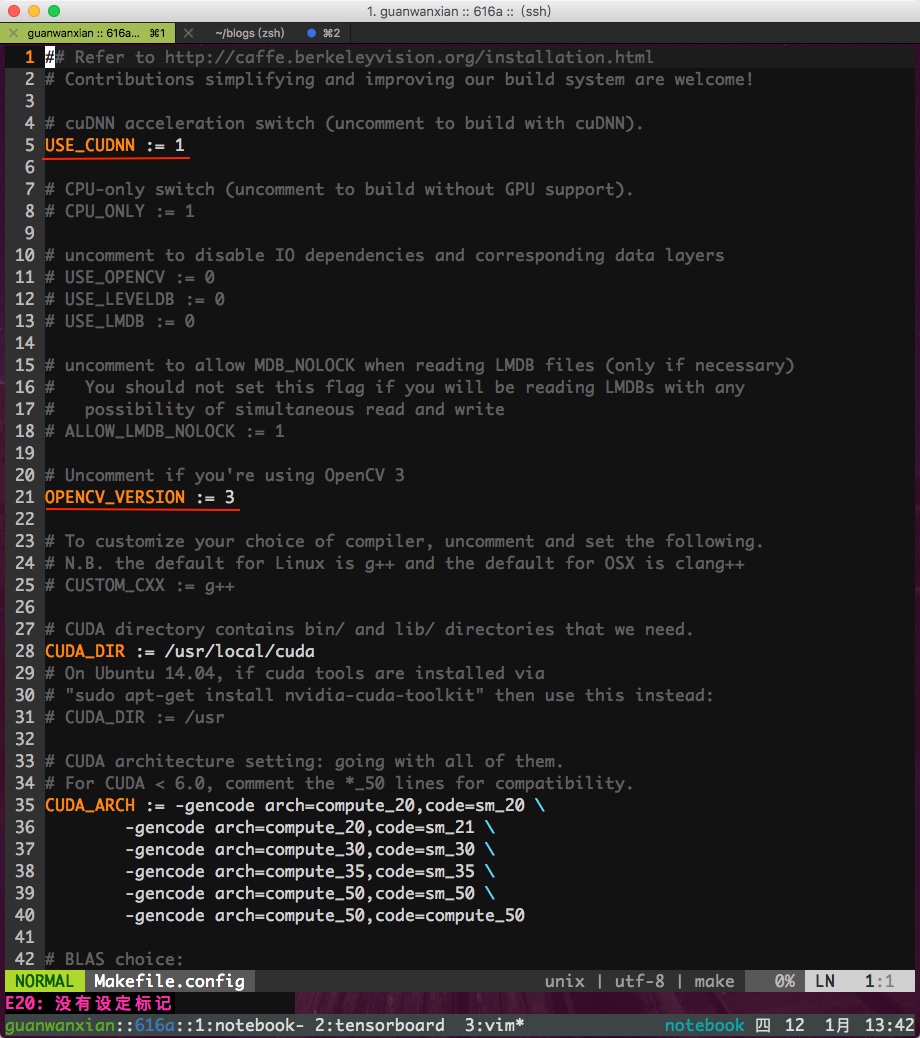 1. guanwanxian :: 616a :: (ssh)
guanwanxian :: 616a... ⌘1 ~/blogs (zsh) ⌘2
1 ## Refer to http://caffe.berkeleyvision.org/installation.html
2 # Contributions simplifying and improving our build system are welcome!
3
4 # cuDNN acceleration switch (uncomment to build with cuDNN).
5 USE_CUDNN := 1
6
7 # CPU-only switch (uncomment to build without GPU support).
8 # CPU_ONLY := 1
9
10 # uncomment to disable IO dependencies and corresponding data layers
11 # USE_OPENCV := 0
12 # USE_LEVELDB := 0
13 # USE_LMDB := 0
14
15 # uncomment to allow MDB_NOLOCK when reading LMDB files (only if necessary)
16 #   You should not set this flag if you will be reading LMDBs with any
17 #   possibility of simultaneous read and write
18 # ALLOW_LMDB_NOLOCK := 1
19
20 # Uncomment if you're using OpenCV 3
21 OPENCV_VERSION := 3
22
23 # To customize your choice of compiler, uncomment and set the following.
24 # N.B. the default for Linux is g++ and the default for OSX is clang++
25 # CUSTOM_CXX := g++
26
27 # CUDA directory contains bin/ and lib/ directories that we need.
28 CUDA_DIR := /usr/local/cuda
29 # On Ubuntu 14.04, if cuda tools are installed via
30 # "sudo apt-get install nvidia-cuda-toolkit" then use this instead:
31 # CUDA_DIR := /usr
32
33 # CUDA architecture setting: going with all of them.
34 # For CUDA < 6.0, comment the *_50 lines for compatibility.
35 CUDA_ARCH := -gencode arch=compute_20,code=sm_20 \
36         -gencode arch=compute_20,code=sm_21 \
37         -gencode arch=compute_30,code=sm_30 \
38         -gencode arch=compute_35,code=sm_35 \
39         -gencode arch=compute_50,code=sm_50 \
40         -gencode arch=compute_50,code=compute_50
41
42 # BLAS choice:
NORMAL Makefile.config unix | utf-8 | make 0% LN 1:1
E20: 没有设定标记
guanwanxian::616a::1:notebook- 2:tensorboard 3:vim* notebook 四 12 1月 13:42